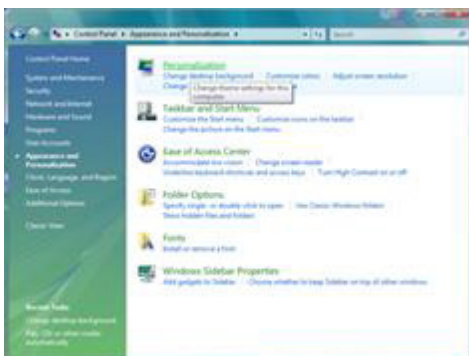 Control Panel ▸ Appearance and Personalization
Search
Control Panel Home
System and Maintenance
Security
Network and Internet
Hardware and Sound
Programs
User Accounts
Appearance and
Personalization
Clock, Language, and Region
Ease of Access
Additional Options
Classic View
Recent Tasks
Change desktop background
Play CDs or other media
automatically
Personalization
Change desktop background
Customize colors
Adjust screen resolution
Change
Change theme settings for this
computer.
Taskbar and Start Menu
Customize the Start menu
Customize icons on the taskbar
Change the picture on the Start menu
Ease of Access Center
Accommodate low vision
Change screen reader
Underline keyboard shortcuts and access keys
Turn High Contrast on or off
Folder Options
Specify single- or double-click to open
Use Classic Windows folders
Show hidden files and folders
Fonts
Install or remove a font
Windows Sidebar Properties
Add gadgets to Sidebar
Choose whether to keep Sidebar on top of other windows